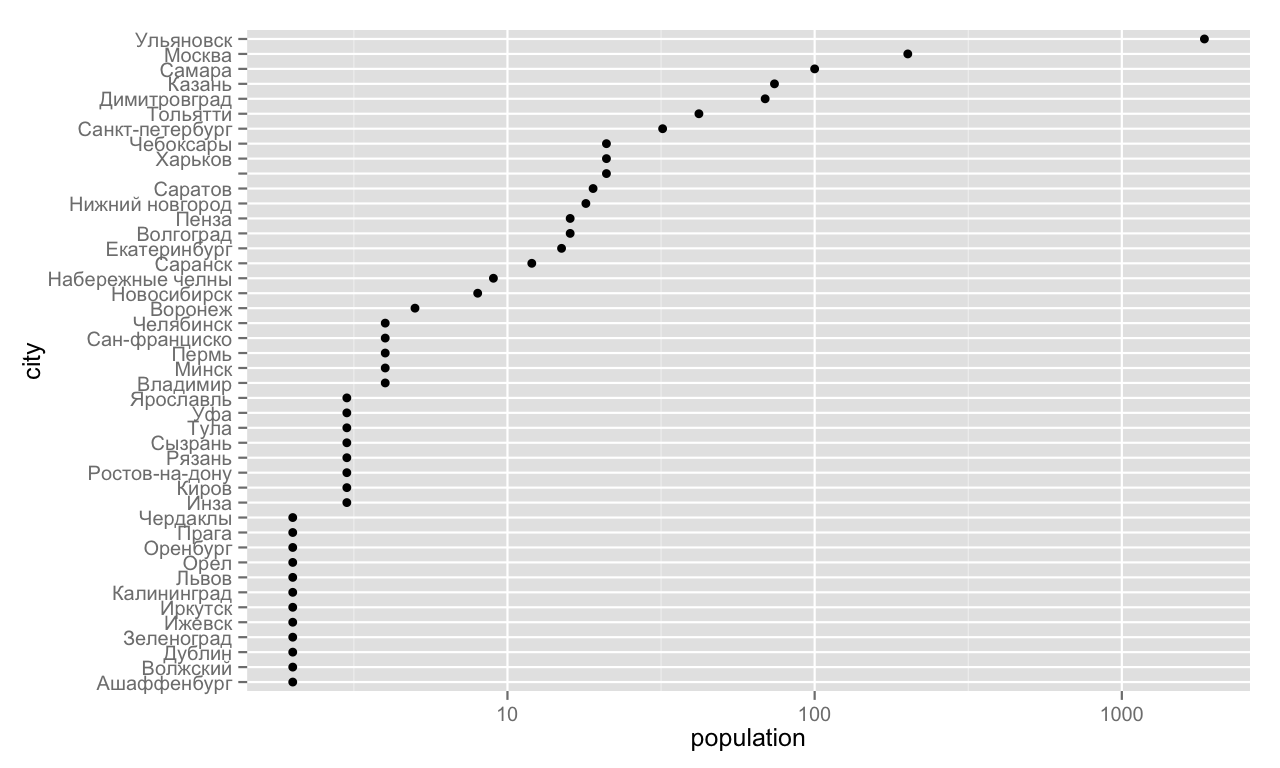 Ульяновск
Москва
Самара
Казань
Димитровград
Тольятти
Санкт-петербург
Чебоксары
Харьков
Саратов
Нижний новгород
Пенза
Волгоград
Екатеринбург
Саранск
Набережные челны
Новосибирск
Воронеж
Челябинск
Сан-франциско
Пермь
Минск
Владимир
Ярославль
Уфа
Тула
Сызрань
Рязань
Ростов-на-дону
Киров
Инза
Чердаклы
Прага
Оренбург
Орел
Львов
Калининград
Иркутск
Ижевск
Зеленоград
Дублин
Волжский
Ашаффенбург
city
10 100 1000
population